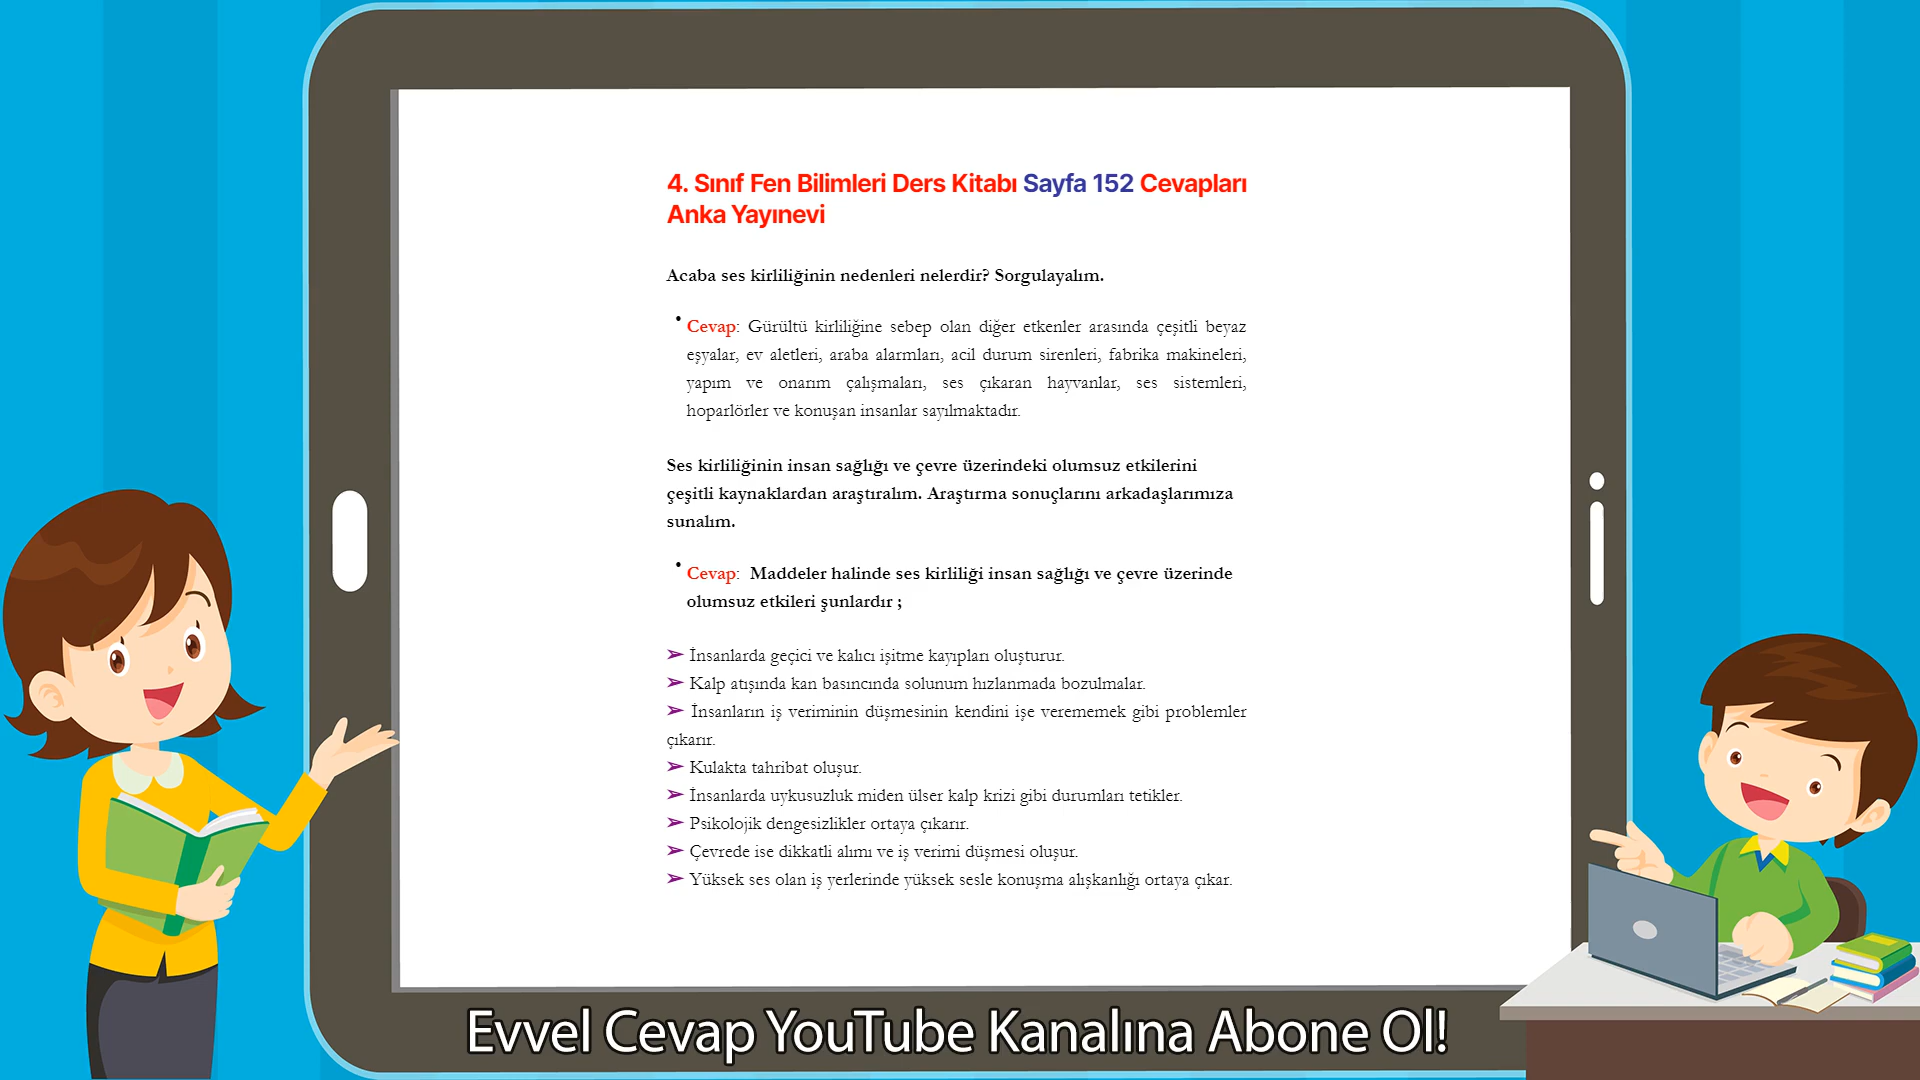 4. Sınıf Fen Bilimleri Ders Kitabı Sayfa 152 Cevapları
Anka Yayınevi
Acaba ses kirliliğinin nedenleri nelerdir? Sorgulayalım.
• Cevap: Gürültü kirliliğine sebep olan diğer etkenler arasında çeşitli beyaz
eşyalar, ev aletleri, araba alarmları, acil durum sirenleri, fabrika makineleri,
yapım ve onarım çalışmaları, ses çıkaran hayvanlar, ses sistemleri,
hoparlörler ve konuşan insanlar sayılmaktadır.
Ses kirliliğinin insan sağlığı ve çevre üzerindeki olumsuz etkilerini
çeşitli kaynaklardan araştıralım. Araştırma sonuçlarını arkadaşlarımıza
sunalım.
• Cevap: Maddeler halinde ses kirliliği insan sağlığı ve çevre üzerinde
olumsuz etkileri şunlardır ;
➢ İnsanlarda geçici ve kalıcı işitme kayıpları oluşturur.
➢ Kalp atışında kan basıncında solunum hızlanmada bozulmalar.
➢ İnsanların iş veriminin düşmesinin kendini işe verememek gibi problemler
çıkarır.
➢ Kulakta tahribat oluşur.
➢ İnsanlarda uykusuzluk miden ülser kalp krizi gibi durumları tetikler.
➢ Psikolojik dengesizlikler ortaya çıkarır.
➢ Çevrede ise dikkatli alımı ve iş verimi düşmesi oluşur.
➢ Yüksek ses olan iş yerlerinde yüksek sesle konuşma alışkanlığı ortaya çıkar.
Evvel Cevap YouTube Kanalına Abone Ol!